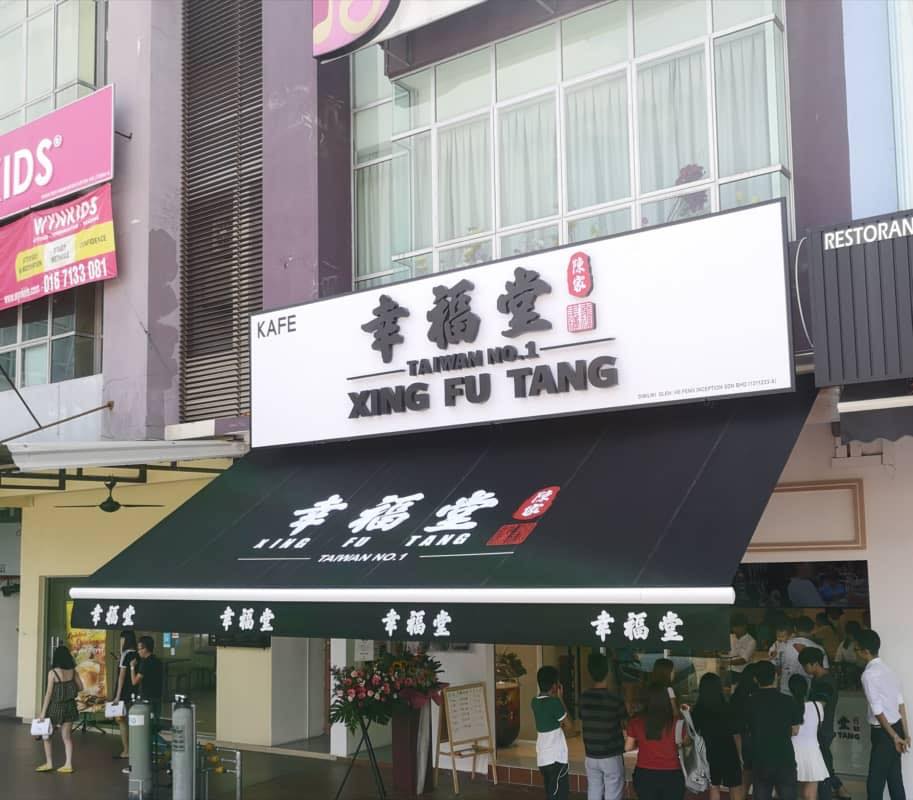 KIDS®
WYNKIDS
CONFIDENCE
016 7133 081
RESTORAN
KAFE
幸福堂
陳家
TAIWAN NO.1
XING FU TANG
幸福堂
陳家
XING FU TANG
TAIWAN NO.1
幸福堂
幸福堂
幸福堂
幸福堂